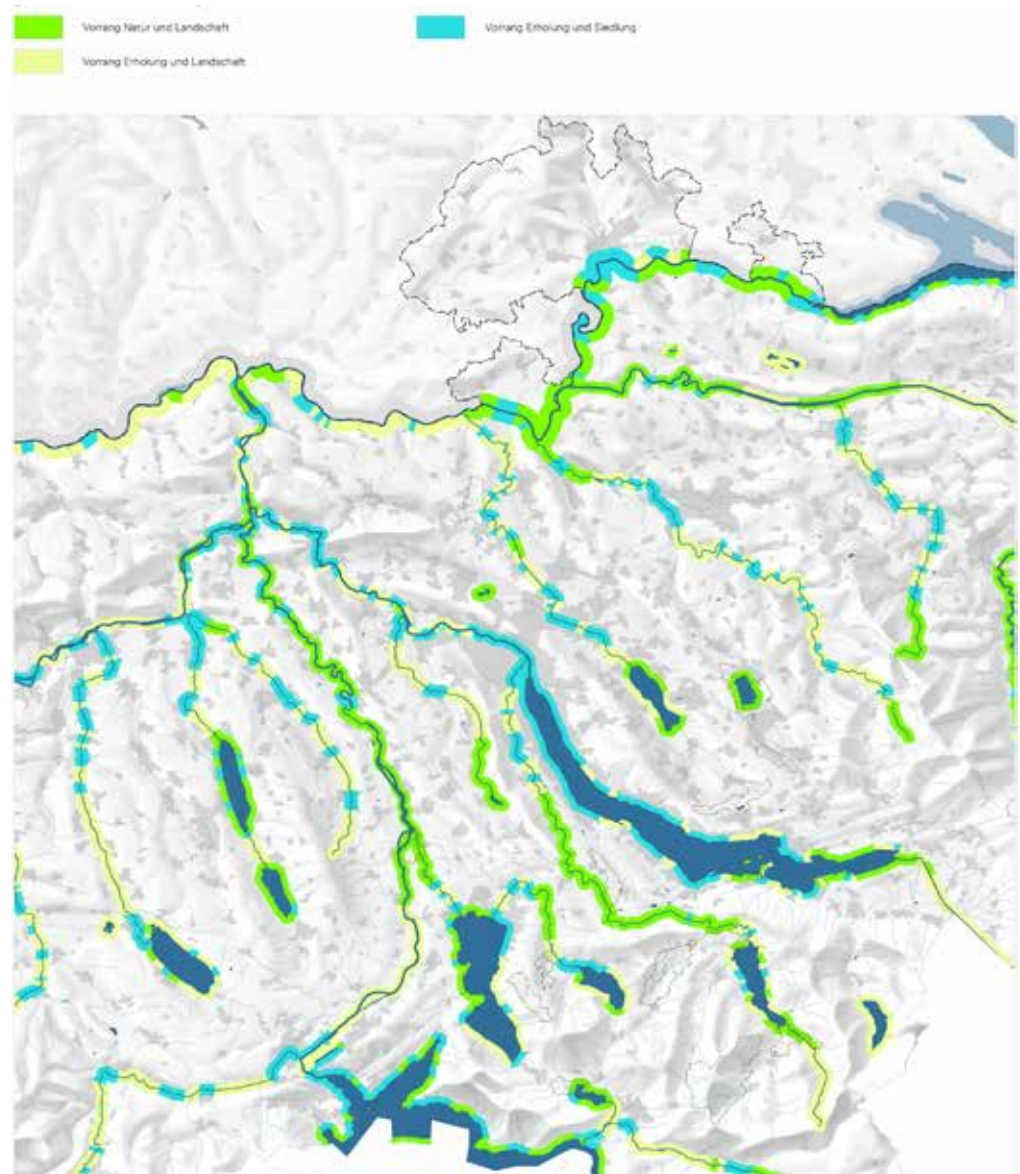 Vorrang Natur und Landschaft
Vorrang Erholung und Siedlung
Vorrang Erholung und Landschaft